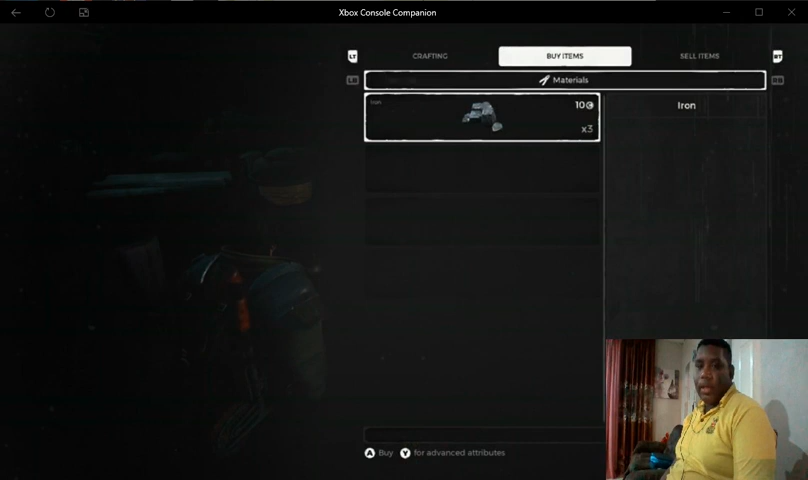 Xbox Console Companion
LT CRAFTING BUY ITEMS SELL ITEMS RT
LB Materials RB
Iron 10
x3
Iron
A Buy Y for advanced attributes